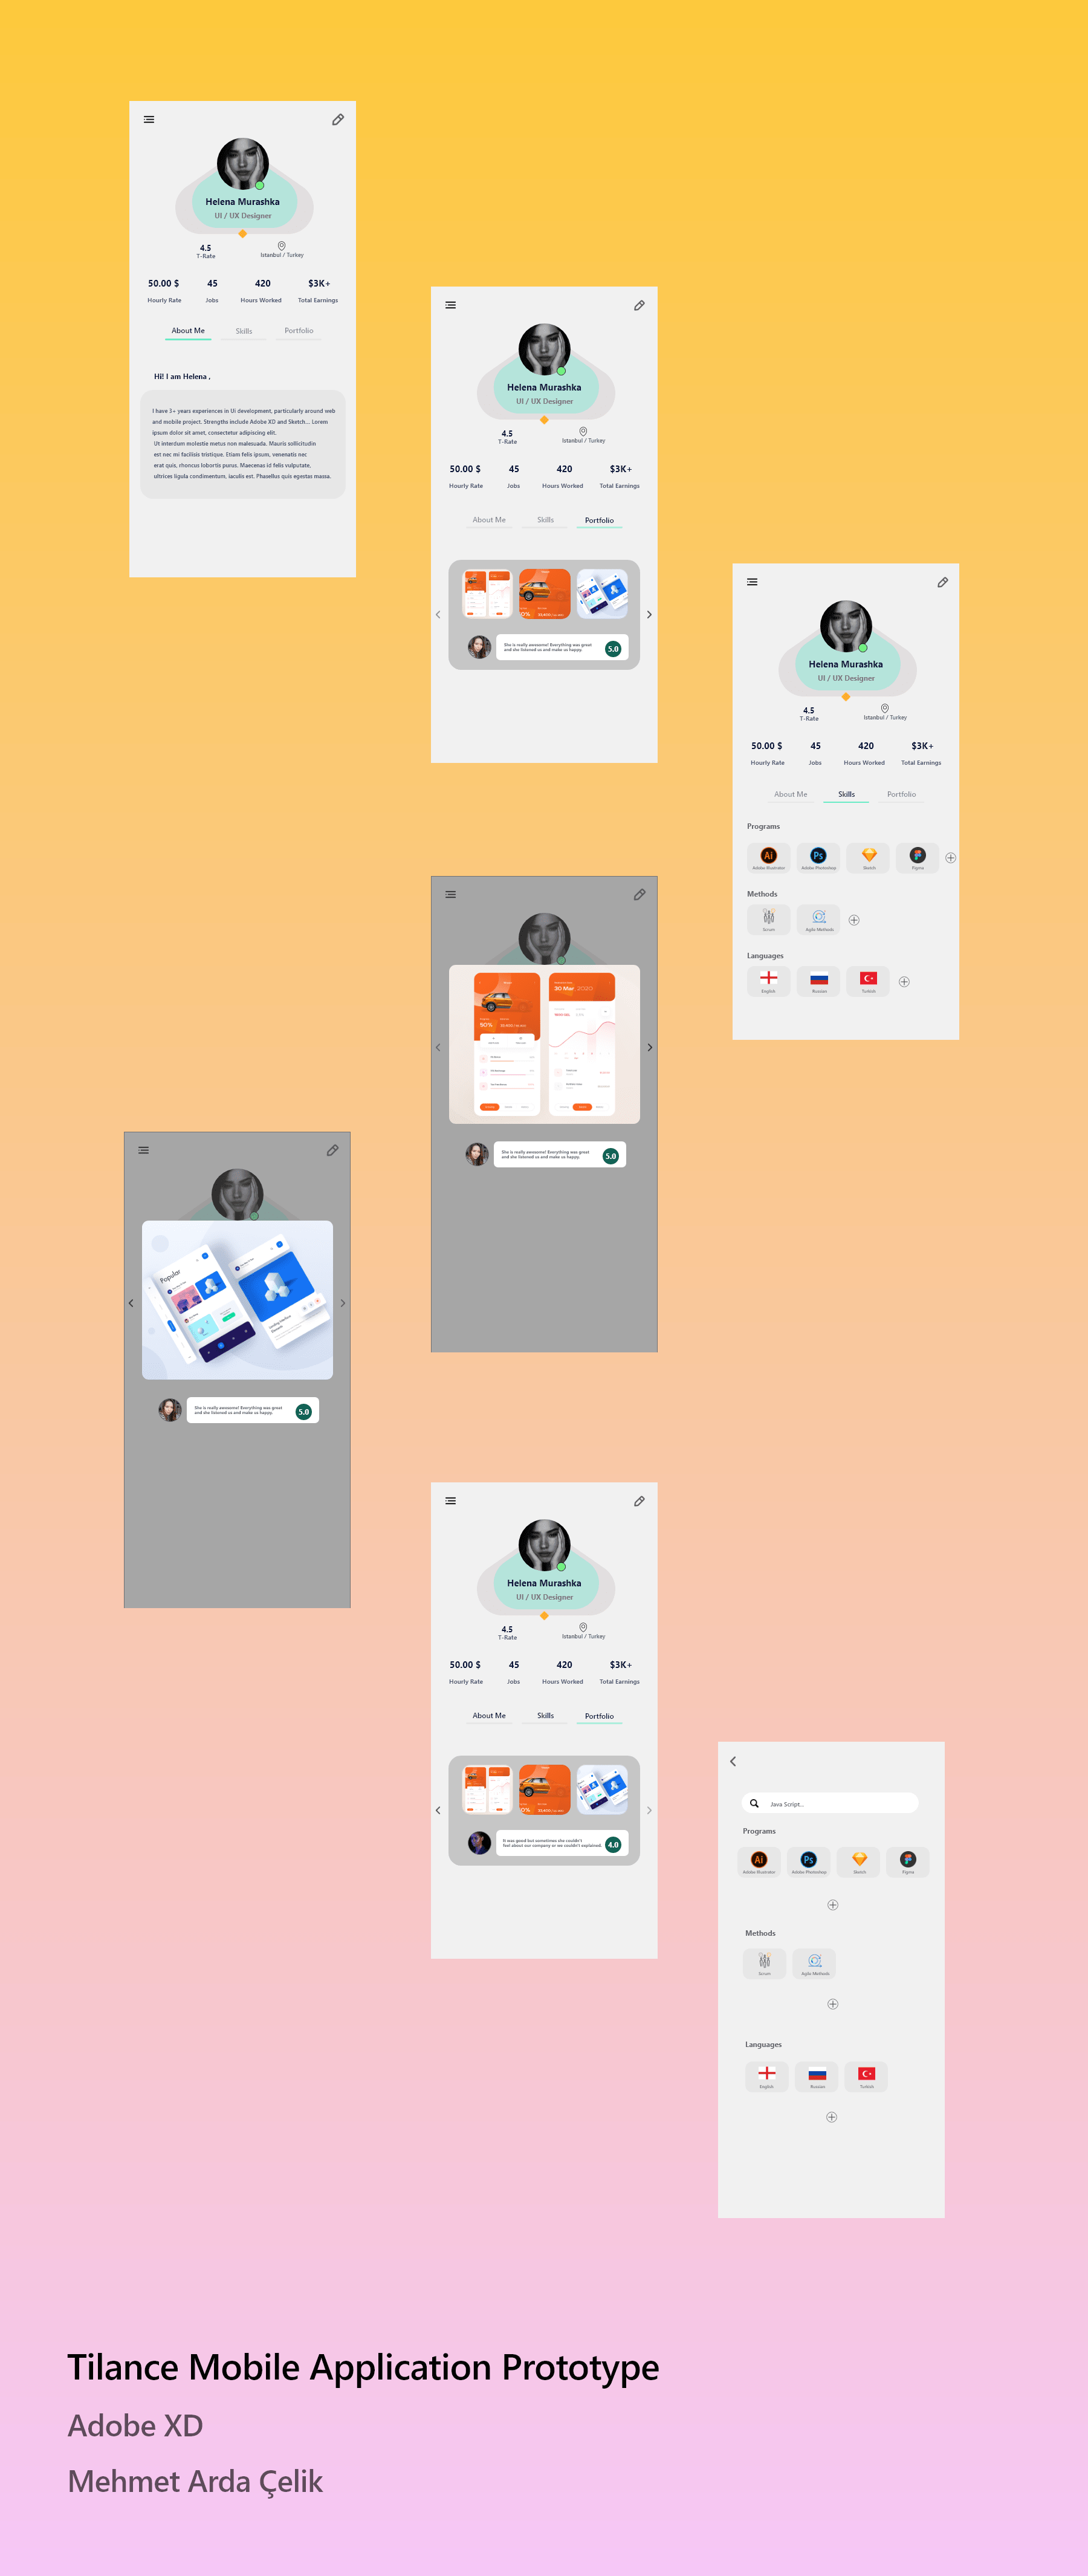 Helena Murashka
UI / UX Designer
4.5
T-Rate
Istanbul / Turkey
50.00 $ 45 420 $3K+
Hourly Rate Jobs Hours Worked Total Earnings
About Me Skills Portfolio
Hi! I am Helena ,
I have 3+ years experiences in Ui development, particularly around web
and mobile project. Strengths include Adobe XD and Sketch... Lorem
ipsum dolor sit amet, consectetur adipiscing elit.
Ut interdum molestie metus non malesuada. Mauris sollicitudin
est nec mi facilisis tristique. Etiam felis ipsum, venenatis nec
erat quis, rhoncus lobortis purus. Maecenas id felis vulputate,
ultrices ligula condimentum, iaculis est. Phasellus quis egestas massa.
Helena Murashka
UI / UX Designer
4.5
T-Rate
Istanbul / Turkey
50.00 $ 45 420 $3K+
Hourly Rate Jobs Hours Worked Total Earnings
About Me Skills Portfolio
She is really awesome! Everything was great
and she listened us and make us happy.
5.0
Helena Murashka
UI / UX Designer
4.5
T-Rate
Istanbul / Turkey
50.00 $ 45 420 $3K+
Hourly Rate Jobs Hours Worked Total Earnings
About Me Skills Portfolio
Programs
Ai Ps
Adobe Illustrator Adobe Photoshop Sketch Figma
Methods
Scrum Agile Methods
Languages
English Russian Turkish
30 Mar, 2023
90%
She is really awesome! Everything was great
and she listened us and make us happy.
5.0
Popular
She is really awesome! Everything was great
and she listened us and make us happy.
5.0
Helena Murashka
UI / UX Designer
4.5
T-Rate
Istanbul / Turkey
50.00 $ 45 420 $3K+
Hourly Rate Jobs Hours Worked Total Earnings
About Me Skills Portfolio
It was good but sometimes she couldn't
feel about our company or we couldn't explained.
4.0
Java Script...
Programs
Ai Ps
Adobe Illustrator Adobe Photoshop Sketch Figma
Methods
Scrum Agile Methods
Languages
English Russian Turkish
Tilance Mobile Application Prototype
Adobe XD
Mehmet Arda Çelik